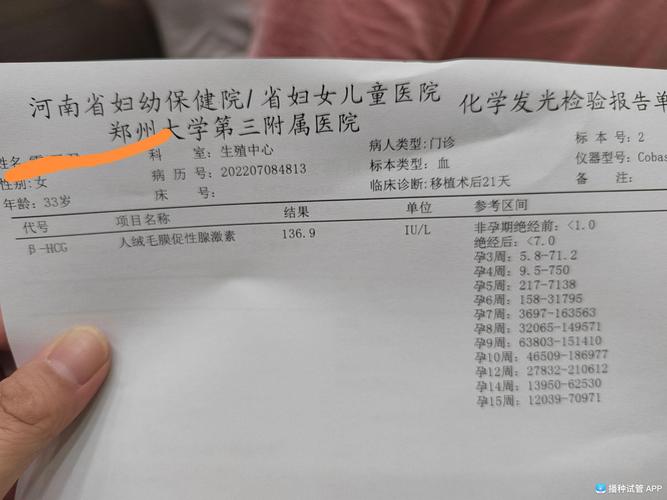 河南省妇幼保健院/省妇女儿童医院
郑州大学第三附属医院
化学发光检验报告单
姓名
科 室: 生殖中心
病人类型: 门诊
标 本 号: 2
性别: 女
病 历 号: 202207084813
标本类型: 血
仪器型号: Cobas
年龄: 33岁
床 号:
临床诊断: 移植术后21天
备 注:
代号 项目名称 结果 单位 参考区间
β-HCG 人绒毛膜促性腺激素 136.9 IU/L 非孕期绝经前: <1.0
绝经后: <7.0
孕3周: 5.8-71.2
孕4周: 9.5-750
孕5周: 217-7138
孕6周: 158-31795
孕7周: 3697-163563
孕8周: 32065-149571
孕9周: 63803-151410
孕10周: 46509-186977
孕12周: 27832-210612
孕14周: 13950-62530
孕15周: 12039-70971
播种试管 APP